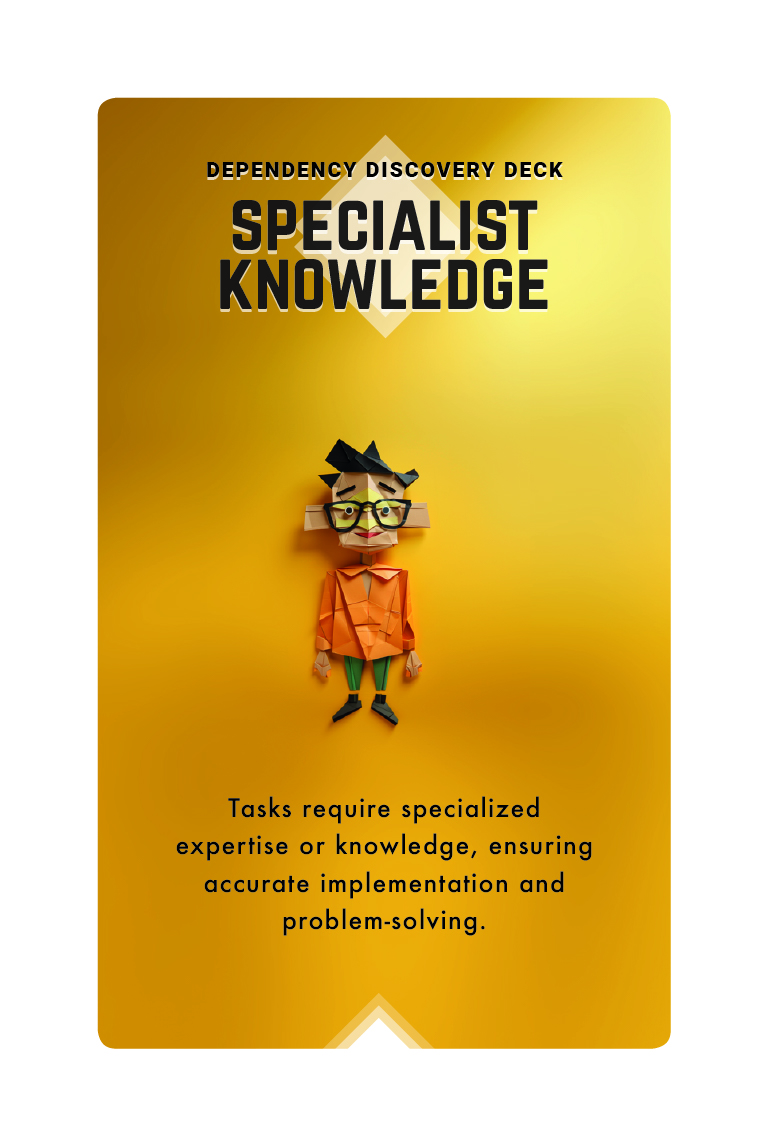 DEPENDENCY DISCOVERY DECK
SPECIALIST
KNOWLEDGE
Tasks require specialized
expertise or knowledge, ensuring
accurate implementation and
problem-solving.